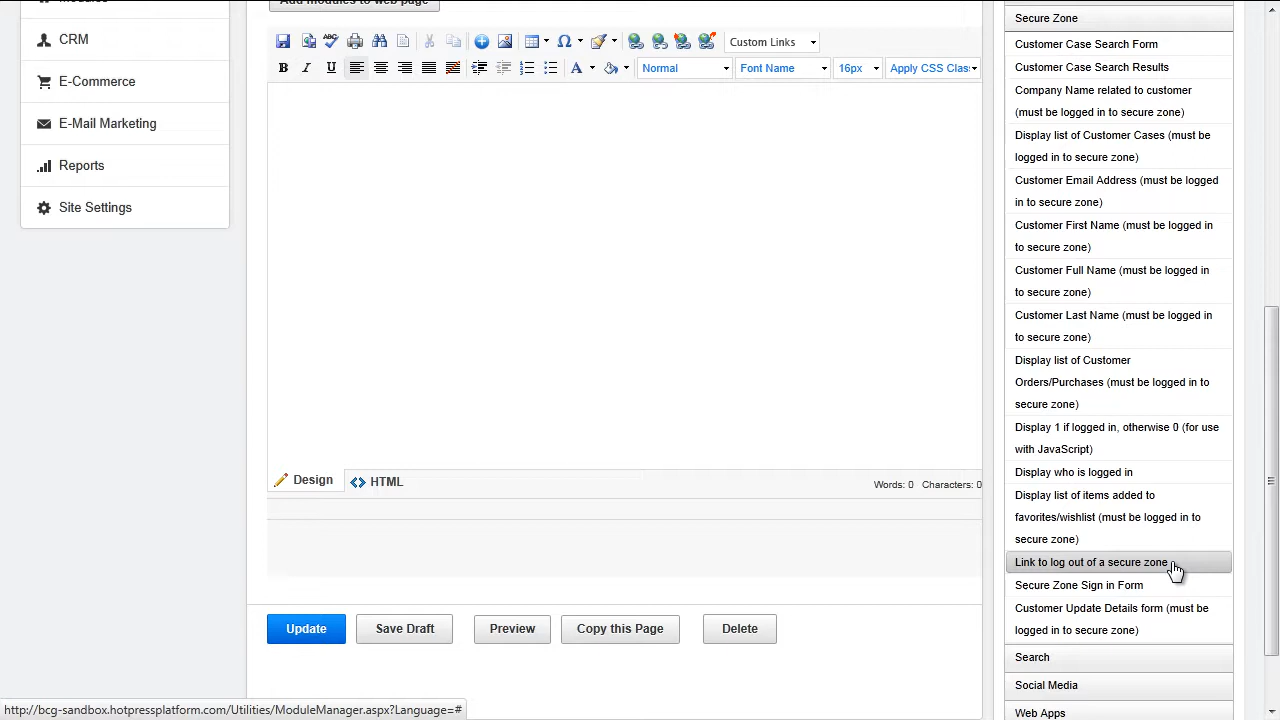 Modules
CRM
E-Commerce
E-Mail Marketing
Reports
Site Settings
Add modules to web page
Custom Links
B I U A Normal Font Name 16px Apply CSS Clas
Design
HTML
Words: 0 Characters: 0
Update
Save Draft
Preview
Copy this Page
Delete
Secure Zone
Customer Case Search Form
Customer Case Search Results
Company Name related to customer
(must be logged in to secure zone)
Display list of Customer Cases (must be
logged in to secure zone)
Customer Email Address (must be logged
in to secure zone)
Customer First Name (must be logged in
to secure zone)
Customer Full Name (must be logged in
to secure zone)
Customer Last Name (must be logged in
to secure zone)
Display list of Customer
Orders/Purchases (must be logged in to
secure zone)
Display 1 if logged in, otherwise 0 (for use
with JavaScript)
Display who is logged in
Display list of items added to
favorites/wishlist (must be logged in to
secure zone)
Link to log out of a secure zone
Secure Zone Sign in Form
Customer Update Details form (must be
logged in to secure zone)
Search
Social Media
Web Apps
http://bcg-sandbox.hotpressplatform.com/Utilities/ModuleManager.aspx?Language=#